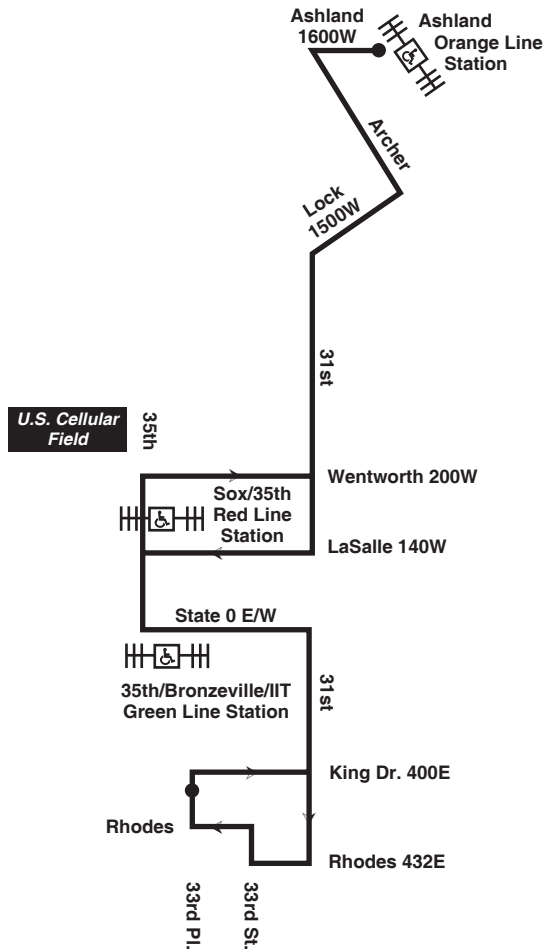 Ashland
1600W
Ashland
Orange Line
Station
Archer
Lock
1500W
31st
U.S. Cellular
Field
35th
Wentworth 200W
Sox/35th
Red Line
Station
LaSalle 140W
State 0 E/W
35th/Bronzeville/IIT
Green Line Station
31st
King Dr. 400E
Rhodes
Rhodes 432E
33rd Pl.
33rd St.